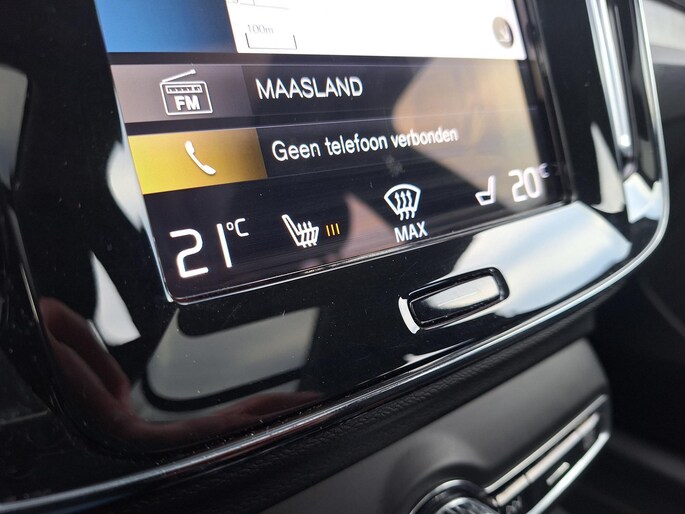 100m
FM
MAASLAND
Geen telefoon verbonden
21°C
MAX
20°C